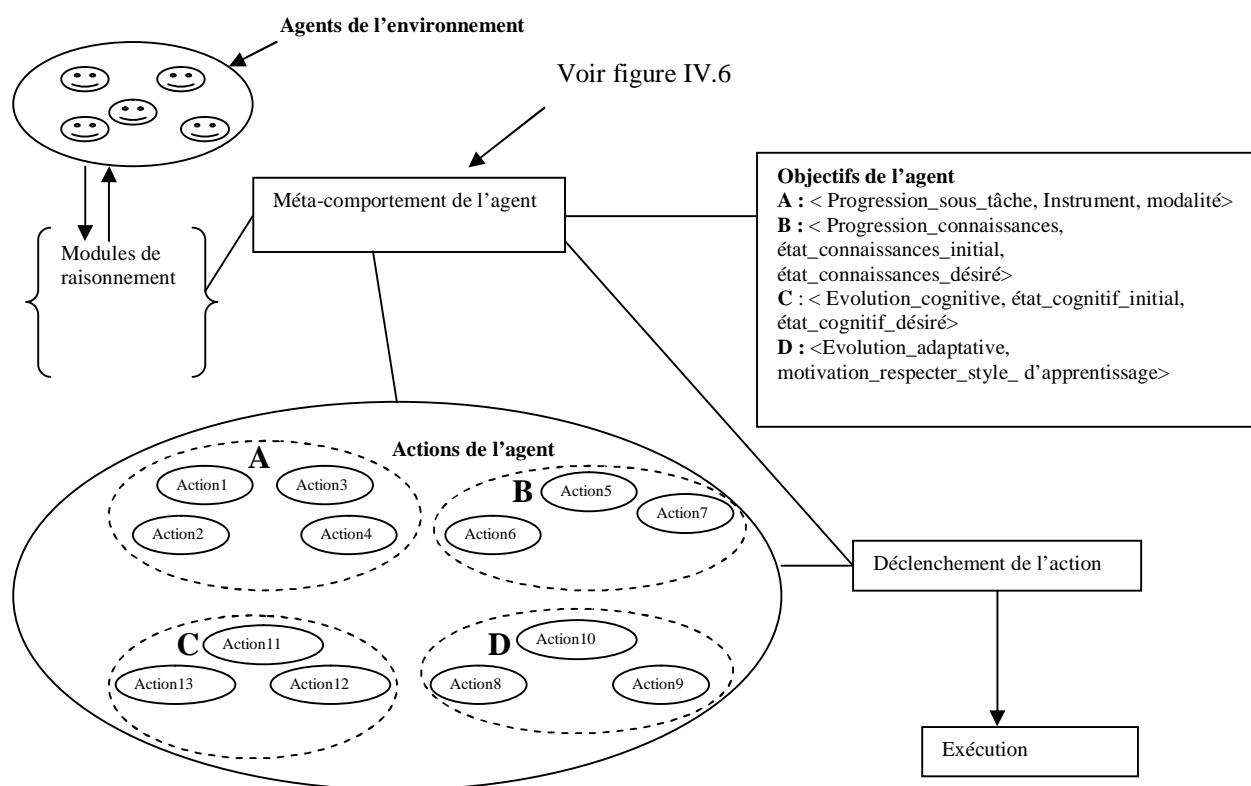 Agents de l’environnement
Voir figure IV.6
Méta-comportement de l’agent
Modules de
raisonnement
Objectifs de l’agent
A : < Progression_sous_tâche, Instrument, modalité>
B : < Progression_connaissances,
état_connaissances_initial,
état_connaissances_désiré>
C : < Evolution_cognitive, état_cognitif_initial,
état_cognitif_désiré>
D : <Evolution_adaptative,
motivation_respecter_style_ d’apprentissage>
Actions de l’agent
A
Action1
Action3
Action2
Action4
B
Action5
Action7
Action6
C
Action11
Action13
Action12
D
Action10
Action8
Action9
Déclenchement de l’action
Exécution